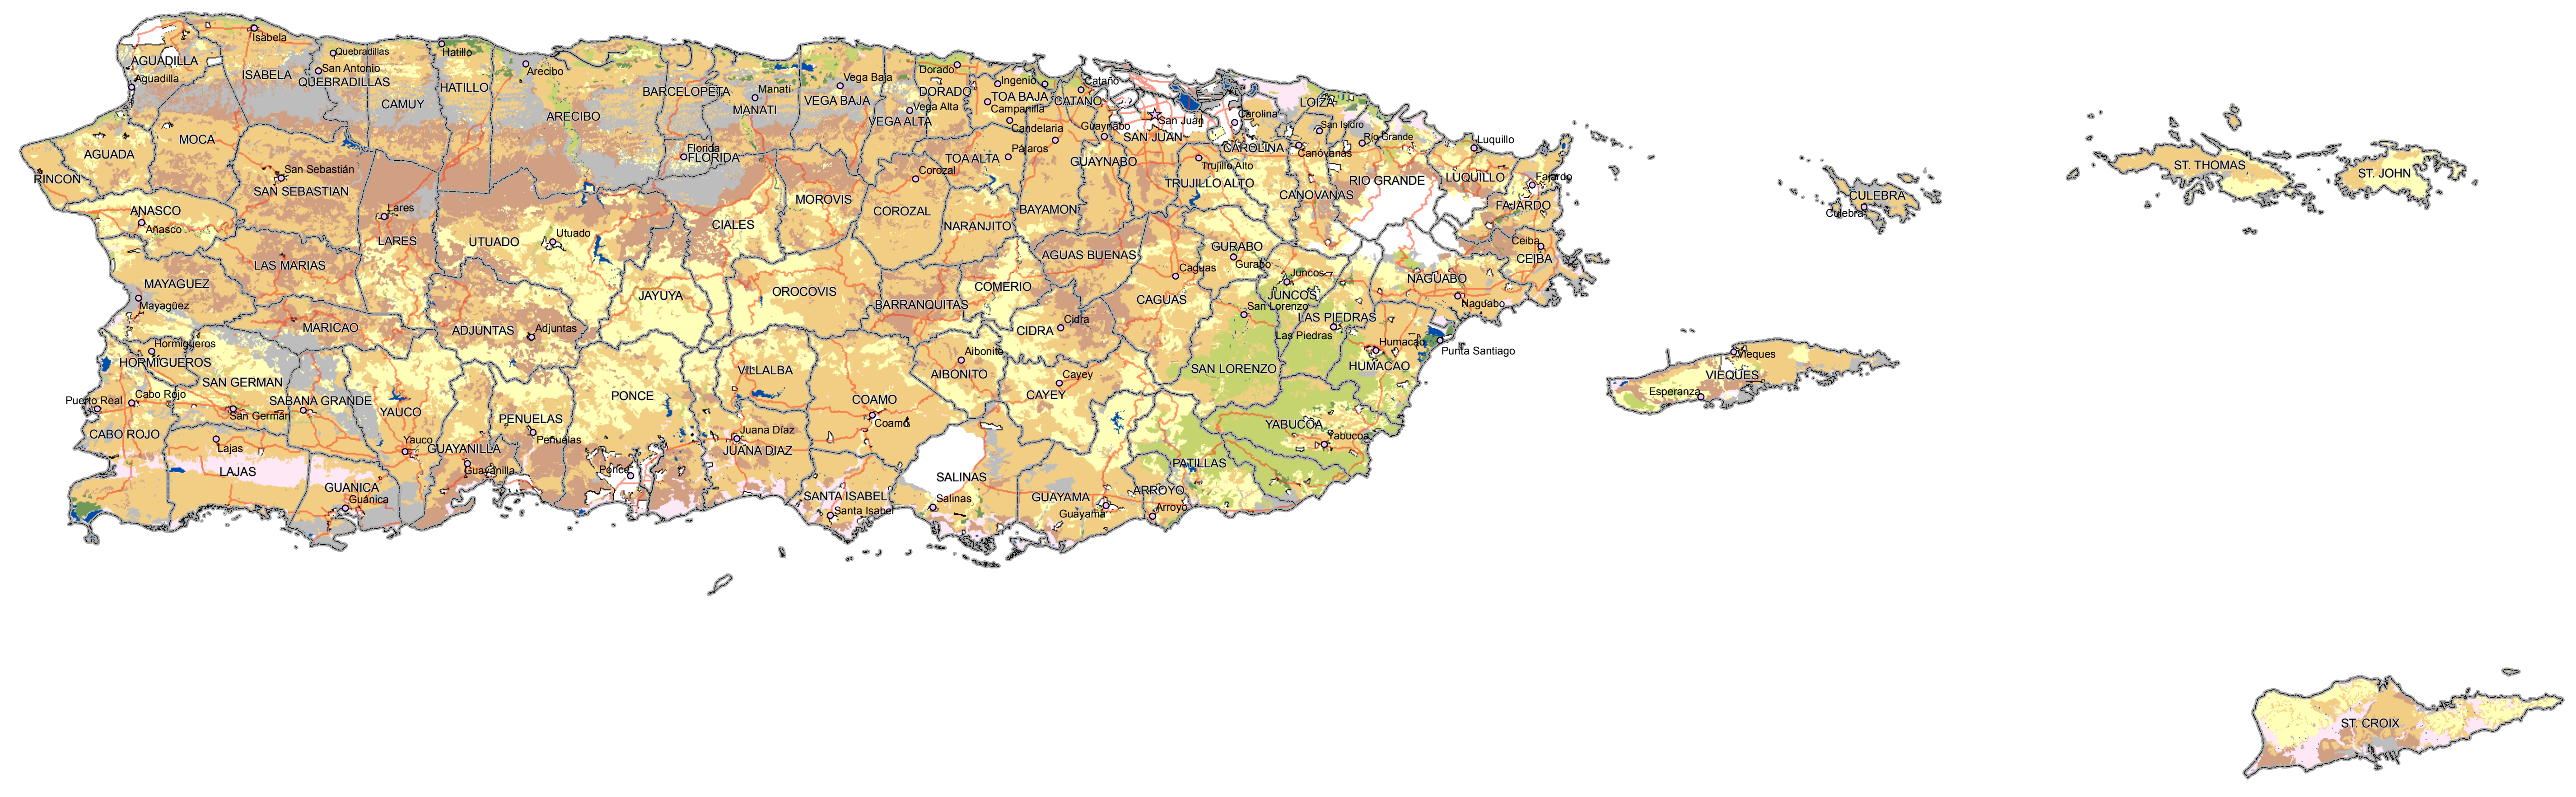 Isabela
Quebradillas
Hatillo
AGUADILLA
San Antonio
Arecibo
Aguadilla
ISABELA
QUEBRADILLAS
HATILLO
CAMUY
BARCELOPETA
Manatí
MANATI
Vega Baja
VEGA BAJA
Dorado
DORADO
Ingenio
TOA BAJA
Cataño
CATANO
Campanilla
Vega Alta
VEGA ALTA
ARECIBO
Candelaria
Guaynabo
San Juan
SAN JUAN
Carolina
LOIZA
San Isidro
CAROLINA
Canóvanas
Río Grande
Luquillo
MOCA
AGUADA
RINCON
San Sebastián
SAN SEBASTIAN
Florida
FLORIDA
TOA ALTA
Pájaros
GUAYNABO
Trujillo Alto
TRUJILLO ALTO
Corozal
COROZAL
MOROVIS
CANOVANAS
RIO GRANDE
LUQUILLO
Fajardo
FAJARDO
CULEBRA
Culebra
ST. THOMAS
ST. JOHN
ANASCO
Añasco
Lares
LARES
UTUADO
Utuado
CIALES
NARANJITO
BAYAMON
AGUAS BUENAS
GURABO
Gurabo
Ceiba
CEIBA
LAS MARIAS
MAYAGUEZ
Mayagüez
JAYUYA
OROCOVIS
BARRANQUITAS
COMERIO
Caguas
CAGUAS
Juncos
JUNCOS
NAGUABO
Naguabo
San Lorenzo
LAS PIEDRAS
Las Piedras
MARICAO
ADJUNTAS
Adjuntas
CIDRA
Cidra
Humacao
HUMACAO
Punta Santiago
Hormigueros
HORMIGUEROS
SAN GERMAN
San Germán
SABANA GRANDE
YAUCO
Yauco
Puerto Real
Cabo Rojo
CABO ROJO
PENUELAS
Peñuelas
PONCE
Ponce
VILLALBA
Aibonito
AIBONITO
Cayey
CAYEY
COAMO
Coamo
SAN LORENZO
Vieques
VIEQUES
Esperanza
YABUCOA
Yabucoa
Lajas
LAJAS
GUAYANILLA
Guayanilla
Juana Díaz
JUANA DIAZ
PATILLAS
GUANICA
Guánica
SANTA ISABEL
Santa Isabel
SALINAS
Salinas
GUAYAMA
Guayama
ARROYO
Arroyo
ST. CROIX